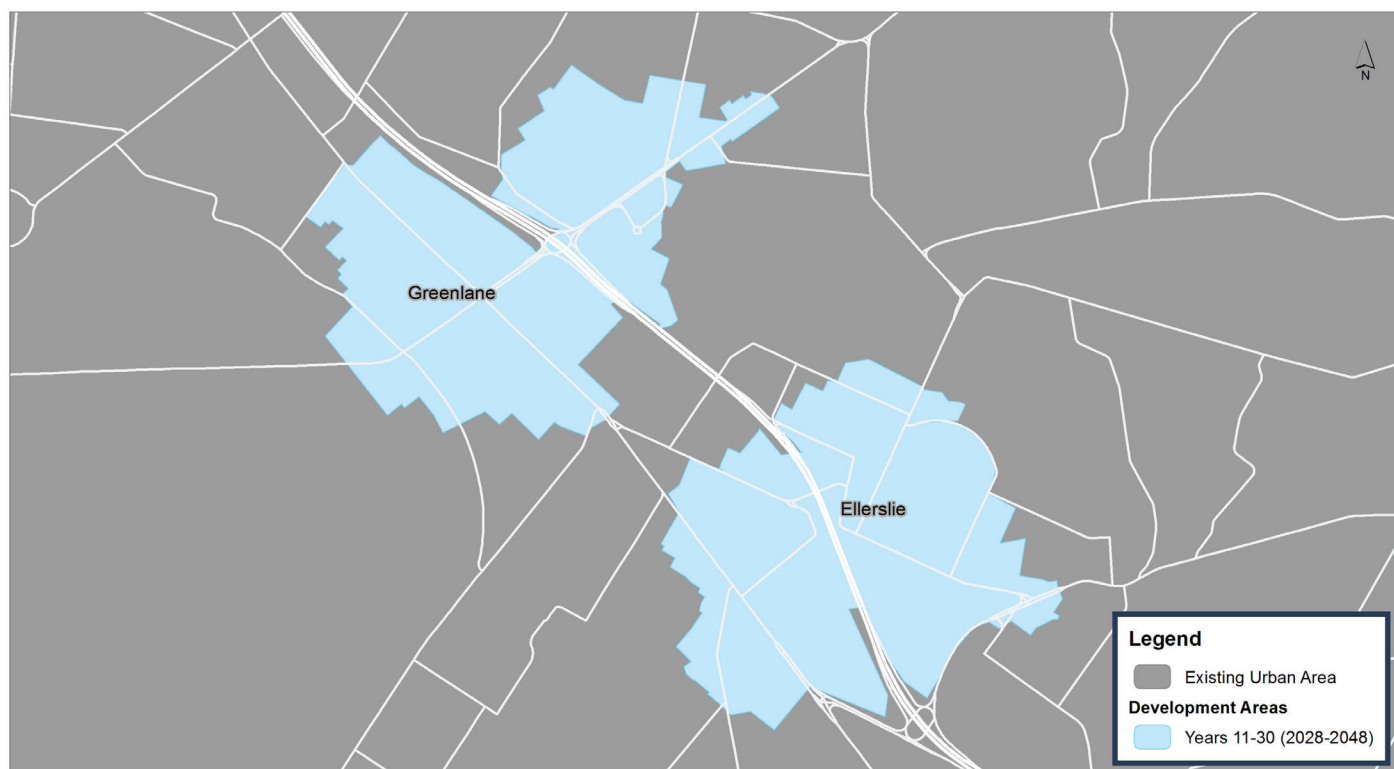 N
Greenlane
Ellerslie
Legend
Existing Urban Area
Development Areas
Years 11-30 (2028-2048)